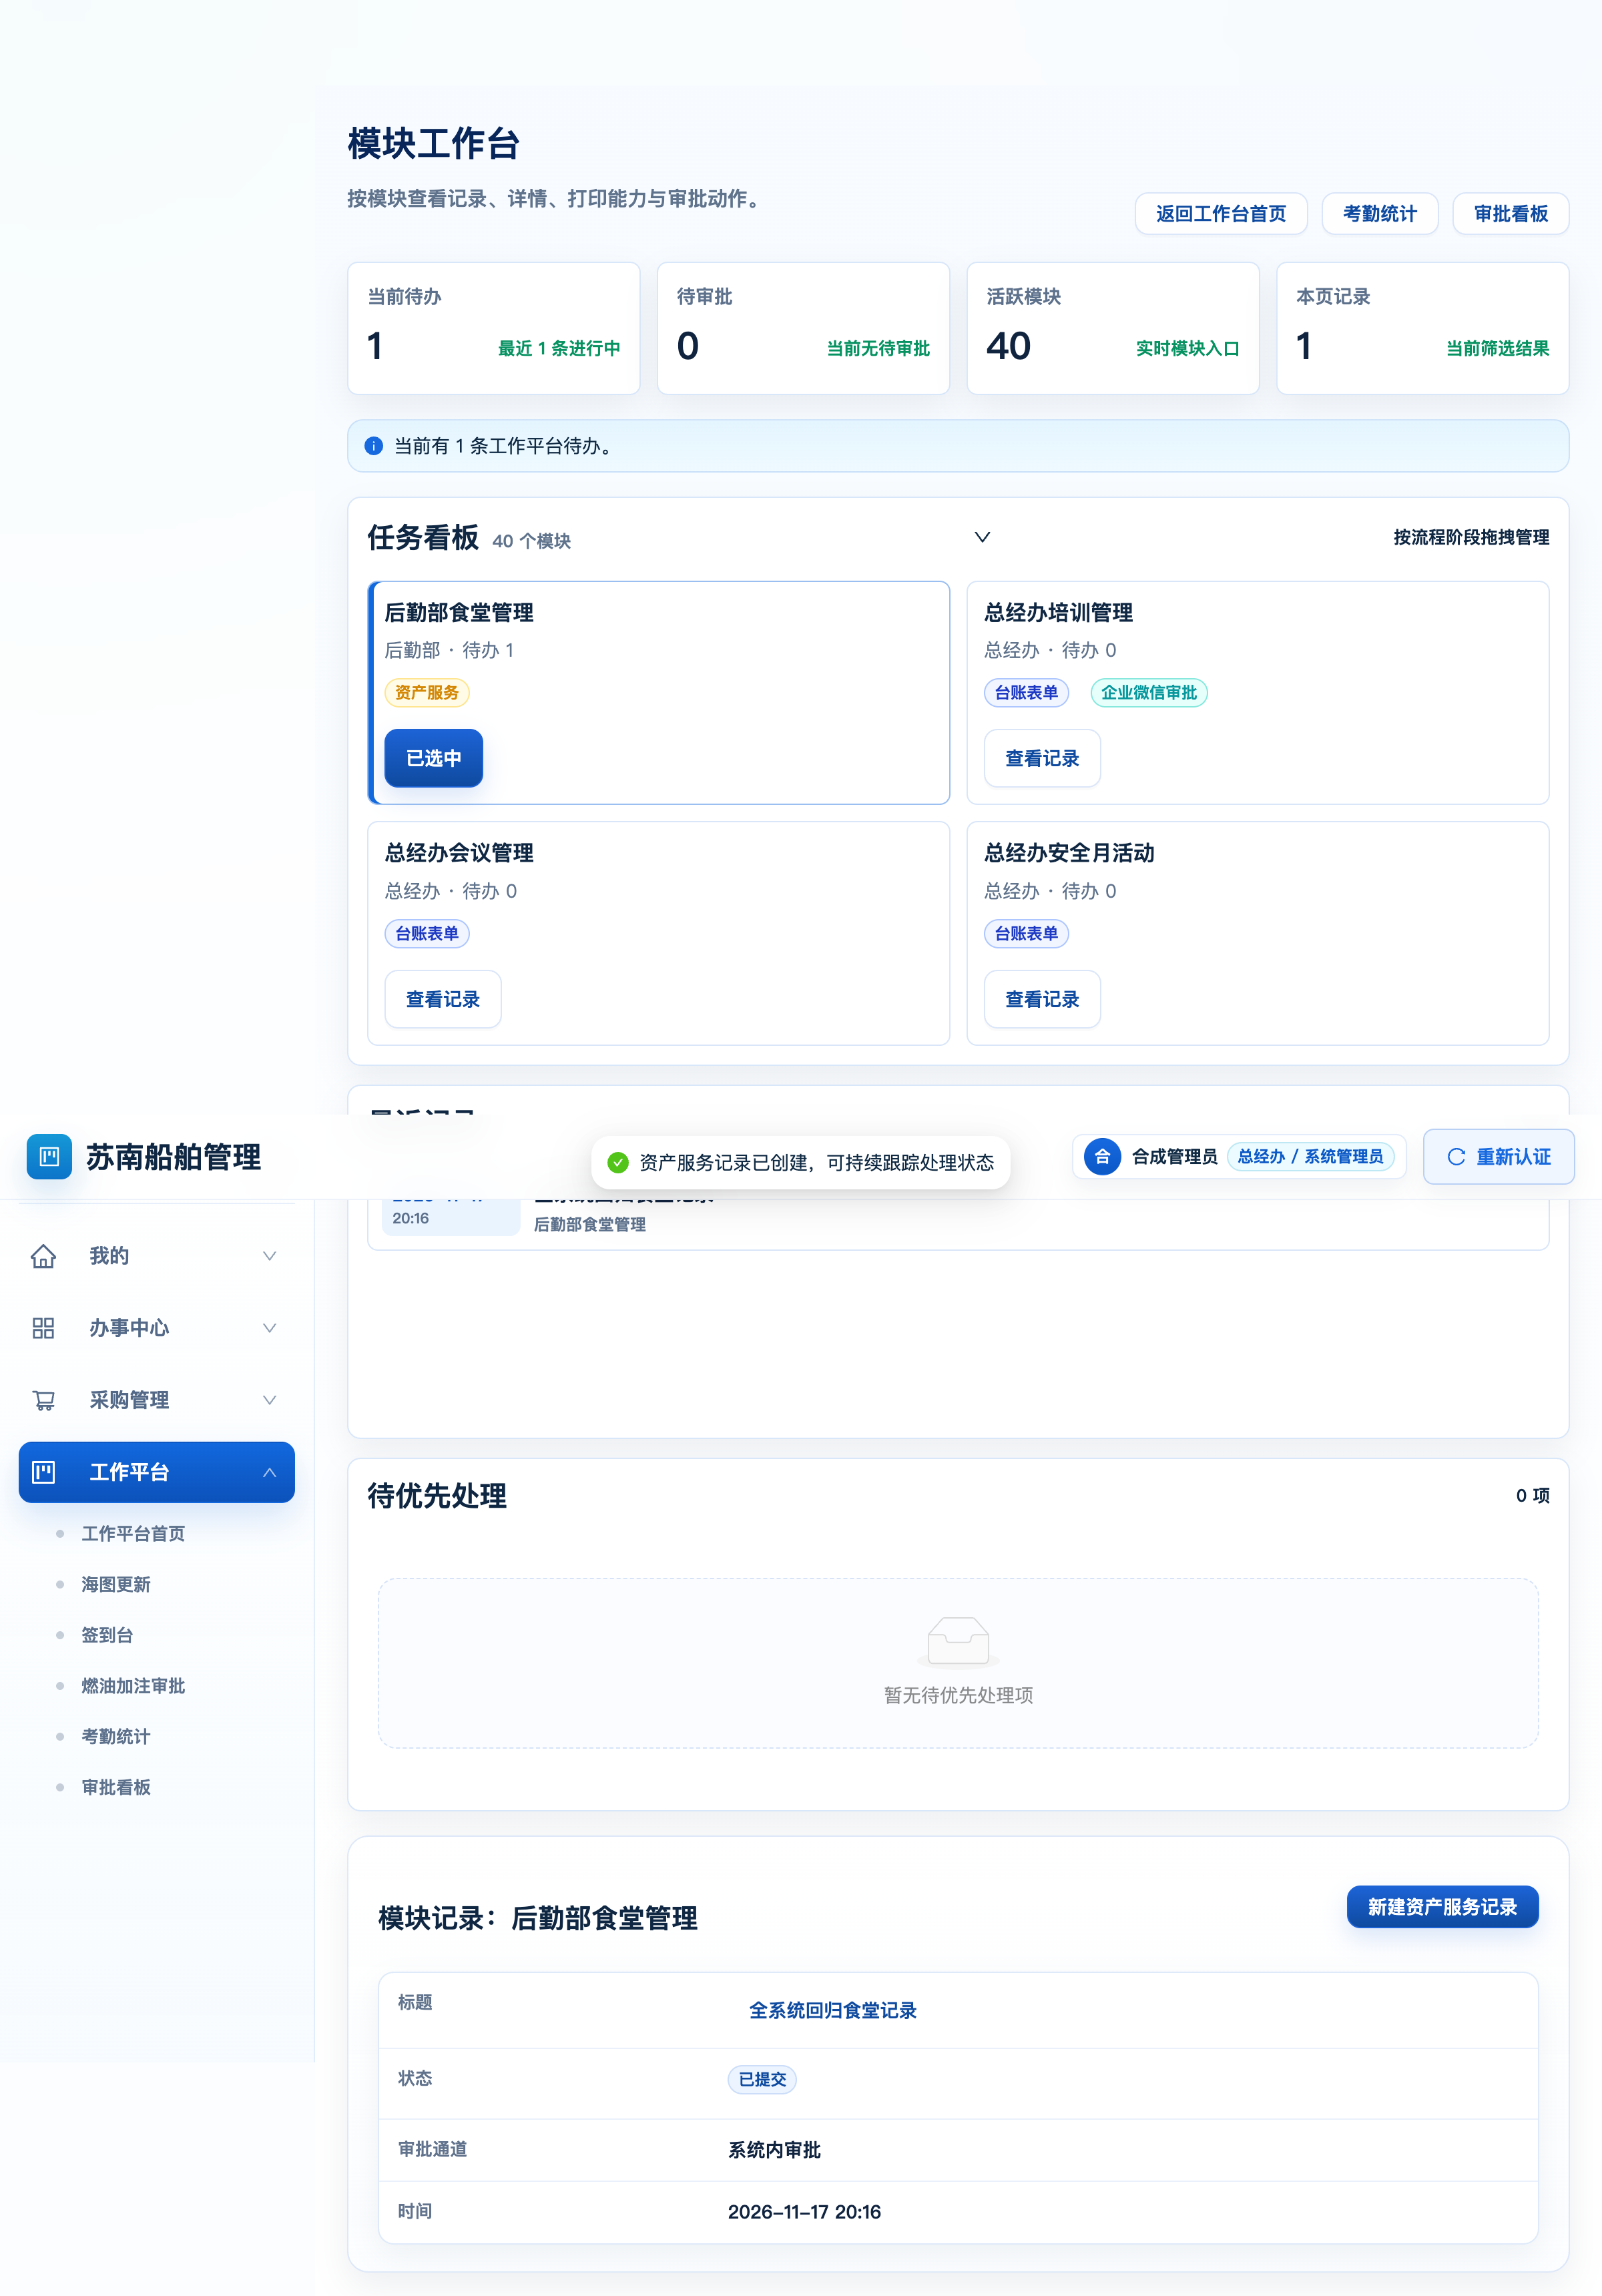 模块工作台
按模块查看记录、详情、打印能力与审批动作。
返回工作台首页
考勤统计
审批看板
当前待办
1
最近 1 条进行中
待审批
0
当前无待审批
活跃模块
40
实时模块入口
本页记录
1
当前筛选结果
当前有 1 条工作平台待办。
任务看板 40 个模块
按流程阶段拖拽管理
后勤部食堂管理
后勤部 · 待办 1
资产服务
已选中
总经办培训管理
总经办 · 待办 0
台账表单
企业微信审批
查看记录
总经办会议管理
总经办 · 待办 0
台账表单
查看记录
总经办安全月活动
总经办 · 待办 0
台账表单
查看记录
苏南船舶管理
资产服务记录已创建，可持续跟踪处理状态
合 合成管理员 总经办 / 系统管理员
重新认证
20:16
后勤部食堂管理
我的
办事中心
采购管理
工作平台
工作平台首页
海图更新
签到台
燃油加注审批
考勤统计
审批看板
待优先处理
0 项
暂无待优先处理项
模块记录：后勤部食堂管理
新建资产服务记录
标题
全系统回归食堂记录
状态
已提交
审批通道
系统内审批
时间
2026-11-17 20:16